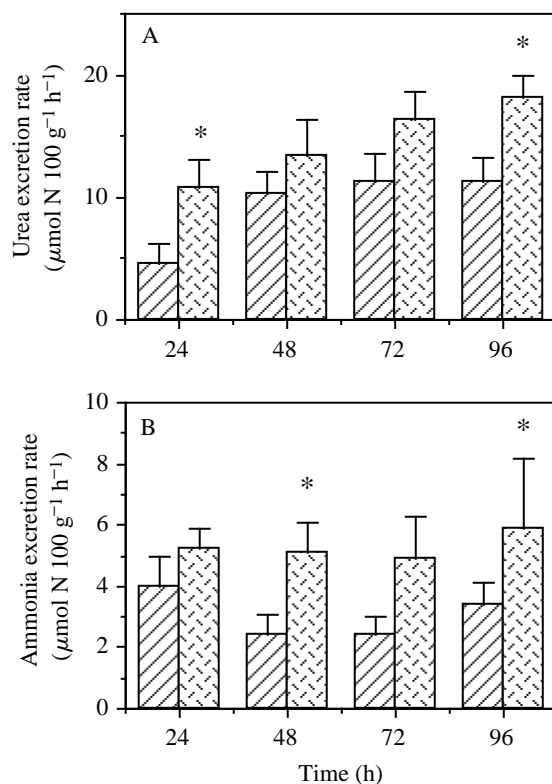 A
Urea excretion rate
(μmol N 100 g⁻¹ h⁻¹)
20
10
0
*
*
24 48 72 96
B
Ammonia excretion rate
(μmol N 100 g⁻¹ h⁻¹)
10
8
6
4
2
0
*
*
24 48 72 96
Time (h)